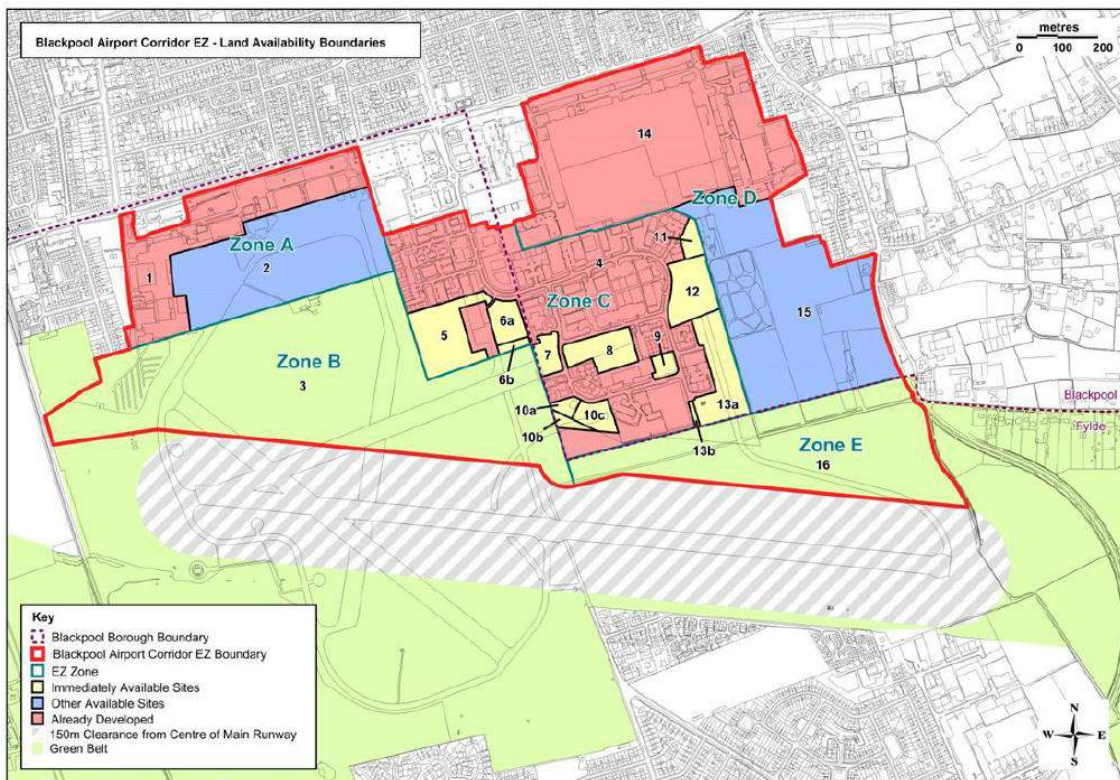 Blackpool Airport Corridor EZ - Land Availability Boundaries
metres
0 100 200
14
Zone D
Zone A
1
2
11
4
12
Zone C
15
5
6a
9
8
7
Zone B
6b
3
10a
10c
13a
Blackpool
10b
Fylde
13b
Zone E
16
Key
Blackpool Borough Boundary
Blackpool Airport Corridor EZ Boundary
EZ Zone
Immediately Available Sites
Other Available Sites
Already Developed
150m Clearance from Centre of Main Runway
Green Belt
N
W E
S